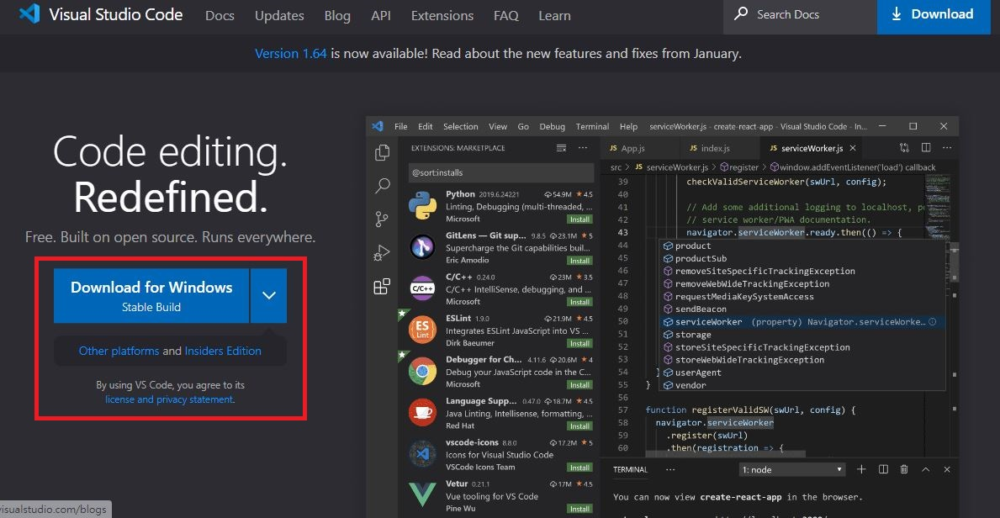 Visual Studio Code Docs Updates Blog API Extensions FAQ Learn Search Docs Download
Version 1.64 is now available! Read about the new features and fixes from January.
Code editing.
Redefined.
Free. Built on open source. Runs everywhere.
Download for Windows
Stable Build
Other platforms and Insiders Edition
By using VS Code, you agree to its
license and privacy statement.
File Edit Selection View Go Debug Terminal Help serviceWorker.js - create-react-app - Visual Studio Code - In...
EXTENSIONS: MARKETPLACE
@sort:installs
Python 2019.6.24221 54.9M 4.5
Linting, Debugging (multi-threaded, ...
Microsoft Install
GitLens — Git sup... 9.8.5 23.1M 5
Supercharge the Git capabilities buil...
Eric Amodio Install
C/C++
C/C++ 0.24.0 23M 3.5
C/C++ IntelliSense, debugging, and ...
Microsoft Install
ES
Lint
ESLint 1.9.0 21.9M 4.5
Integrates ESLint JavaScript into VS ...
Dirk Baeumer Install
Debugger for Ch... 4.11.6 20.6M 4
Debug your JavaScript code in the C...
Microsoft Install
Language Supp... 0.47.0 18.7M 4.5
Java Linting, Intellisense, formatting, ...
Red Hat Install
vscode-icons 8.8.0 17.2M 5
Icons for Visual Studio Code
VSCode Icons Team Install
Vetur 0.21.1 17M 4.5
Vue tooling for VS Code
Pine Wu Install
JS App.js JS index.js JS serviceWorker.js
src > JS serviceWorker.js > register > window.addEventListener('load') callback
39 checkValidServiceWorker(swUrl, config);
40
41 // Add some additional logging to localhost, po
42 // service worker/PWA documentation.
43 navigator.serviceWorker.ready.then(() => {
44 product
45 productSub
46 removeSiteSpecificTrackingException
47 removeWebWideTrackingException
48 requestMediaKeySystemAccess
49 sendBeacon
50 serviceWorker (property) Navigator.serviceWorke...
51 storage
52 storeSiteSpecificTrackingException
53 storeWebWideTrackingException
54 } userAgent
55 } vendor
56
57 function registerValidSW(swUrl, config) {
58 navigator.serviceWorker
59 .register(swUrl)
60 .then(registration => {
TERMINAL ... 1: node
You can now view create-react-app in the browser.
visualstudio.com/blogs